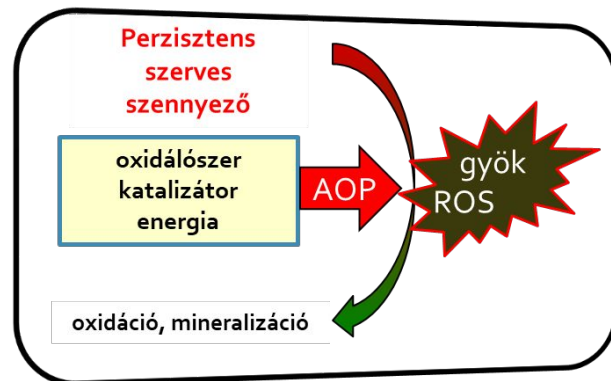 Perzisztens
szerves
szennyező
oxidálószer
katalizátor
energia
AOP
gyök
ROS
oxidáció, mineralizáció